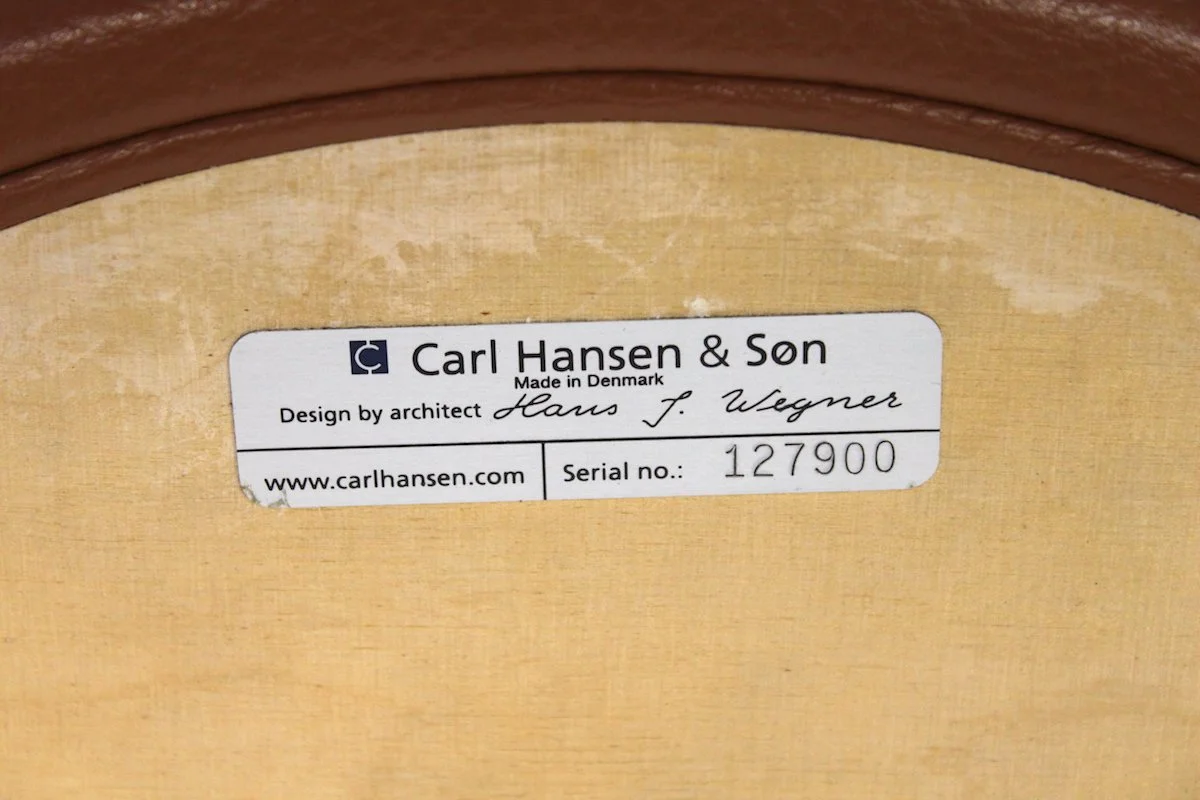 Carl Hansen & Søn
Made in Denmark
Design by architect Hans J. Wegner
www.carlhansen.com
Serial no.: 127900